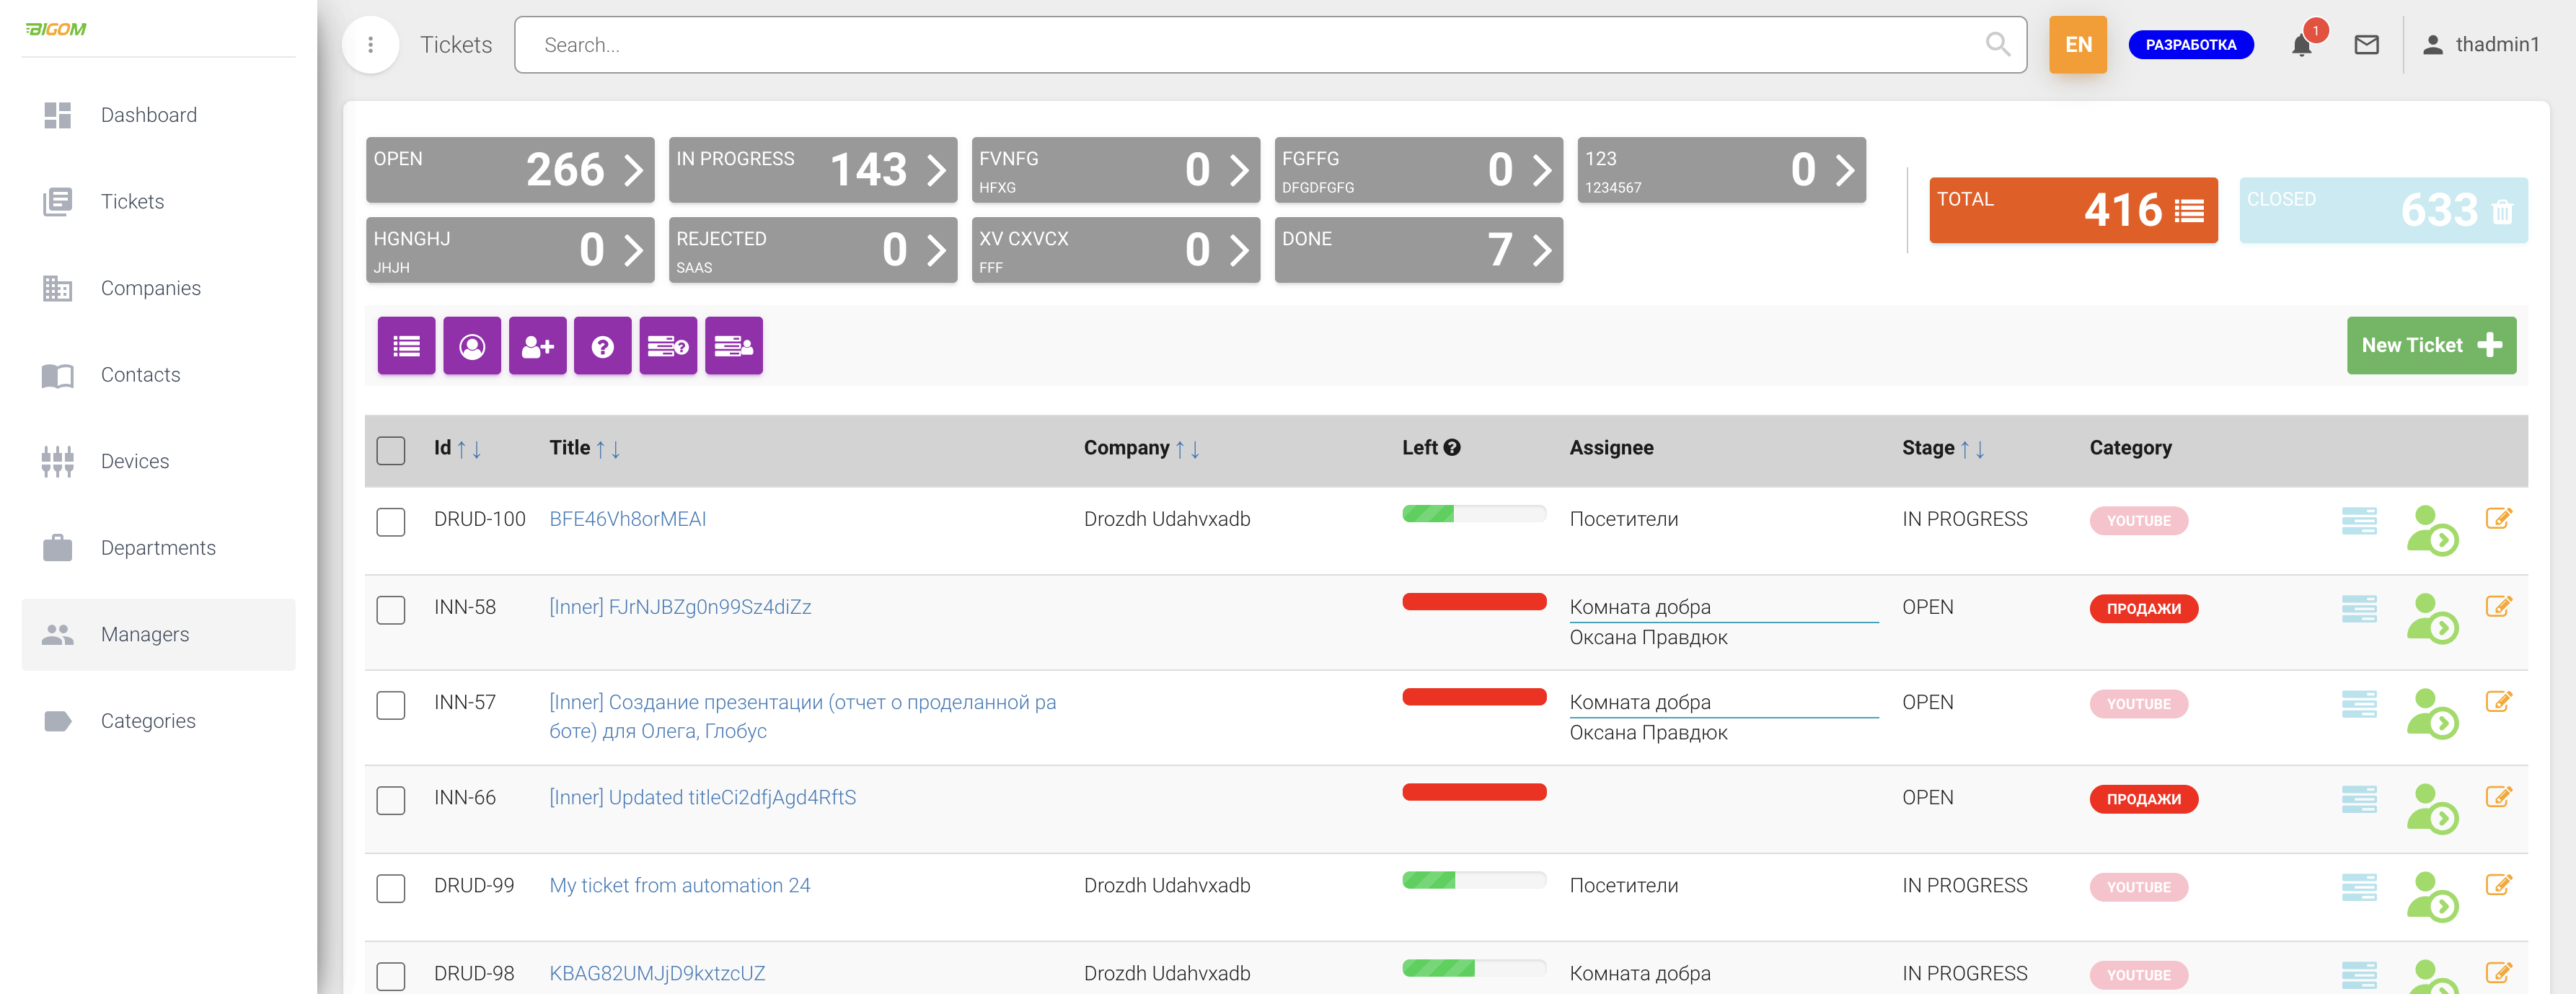 BIGOM
Dashboard
Tickets
Companies
Contacts
Devices
Departments
Managers
Categories
Tickets
Search...
EN
РАЗРАБОТКА
1
thadmin1
OPEN 266
IN PROGRESS 143
FVNFG 0
HFXG
FGFFG 0
DFGDFGFG
123 0
1234567
HGNGHJ 0
JHJH
REJECTED 0
SAAS
XV CXVCX 0
FFF
DONE 7
TOTAL 416
CLOSED 633
New Ticket
Id Title Company Left Assignee Stage Category
DRUD-100 BFE46Vh8orMEAI Drozdh Udahvxadb Посетители IN PROGRESS YOUTUBE
INN-58 [Inner] FJrNJBZg0n99Sz4diZz Комната добра OPEN ПРОДАЖИ
Оксана Правдюк
INN-57 [Inner] Создание презентации (отчет о проделанной ра Комната добра OPEN YOUTUBE
боте) для Олега, Глобус Оксана Правдюк
INN-66 [Inner] Updated titleCi2dfjAgd4RftS OPEN ПРОДАЖИ
DRUD-99 My ticket from automation 24 Drozdh Udahvxadb Посетители IN PROGRESS YOUTUBE
DRUD-98 KBAG82UMJjD9kxtzcUZ Drozdh Udahvxadb Комната добра IN PROGRESS YOUTUBE